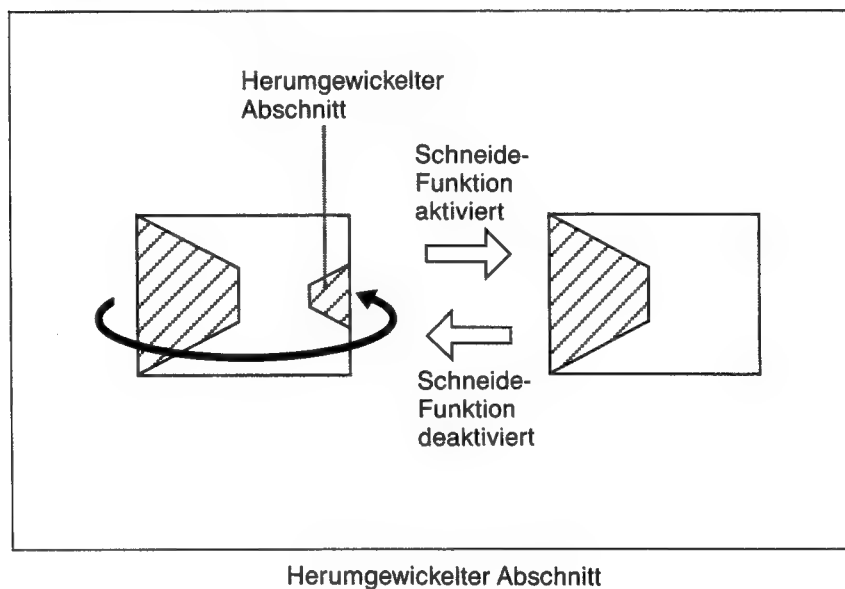 Herumgewickelter
Abschnitt
Schneide-
Funktion
aktiviert
Schneide-
Funktion
deaktiviert
Herumgewickelter Abschnitt